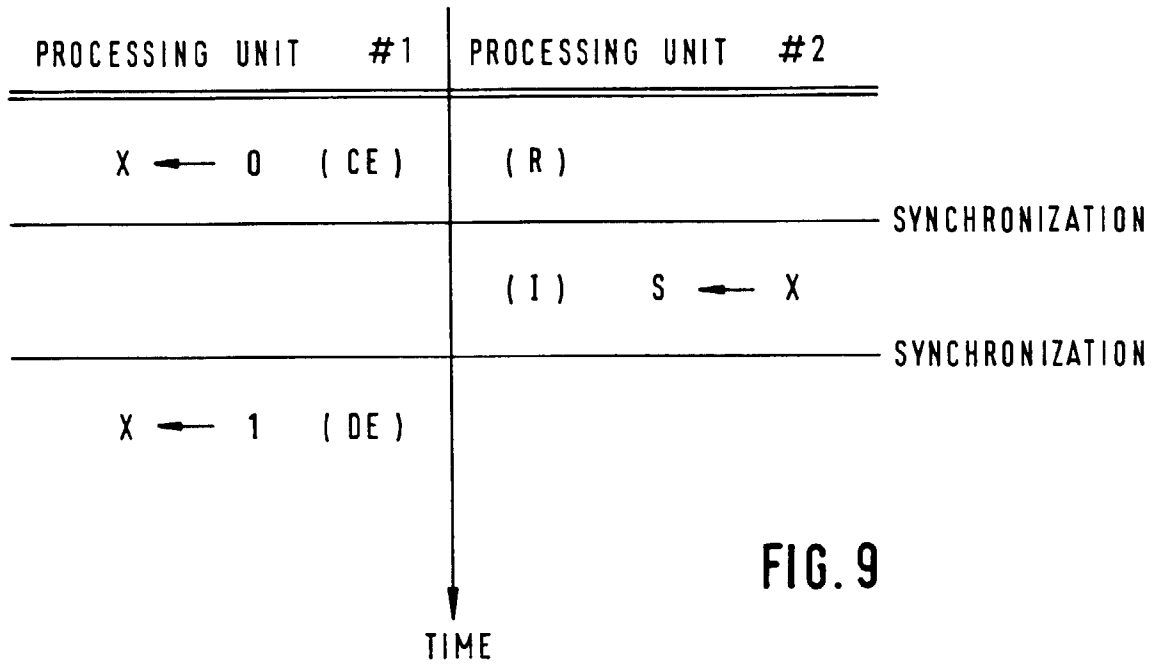 PROCESSING UNIT #1 PROCESSING UNIT #2
X ← 0 (CE) (R)
SYNCHRONIZATION
(I) S ← X
SYNCHRONIZATION
X ← 1 (DE)
FIG. 9
TIME